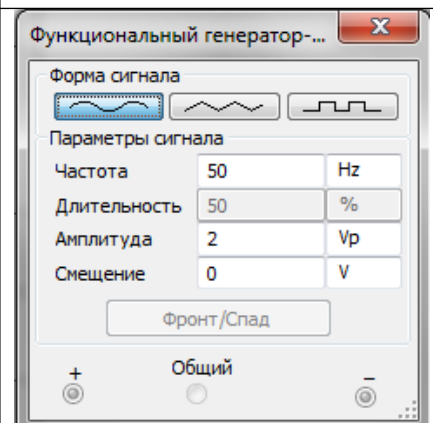 Функциональный генератор-...
Форма сигнала
Параметры сигнала
Частота 50 Hz
Длительность 50 %
Амплитуда 2 Vp
Смещение 0 V
Фронт/Спад
+ Общий –